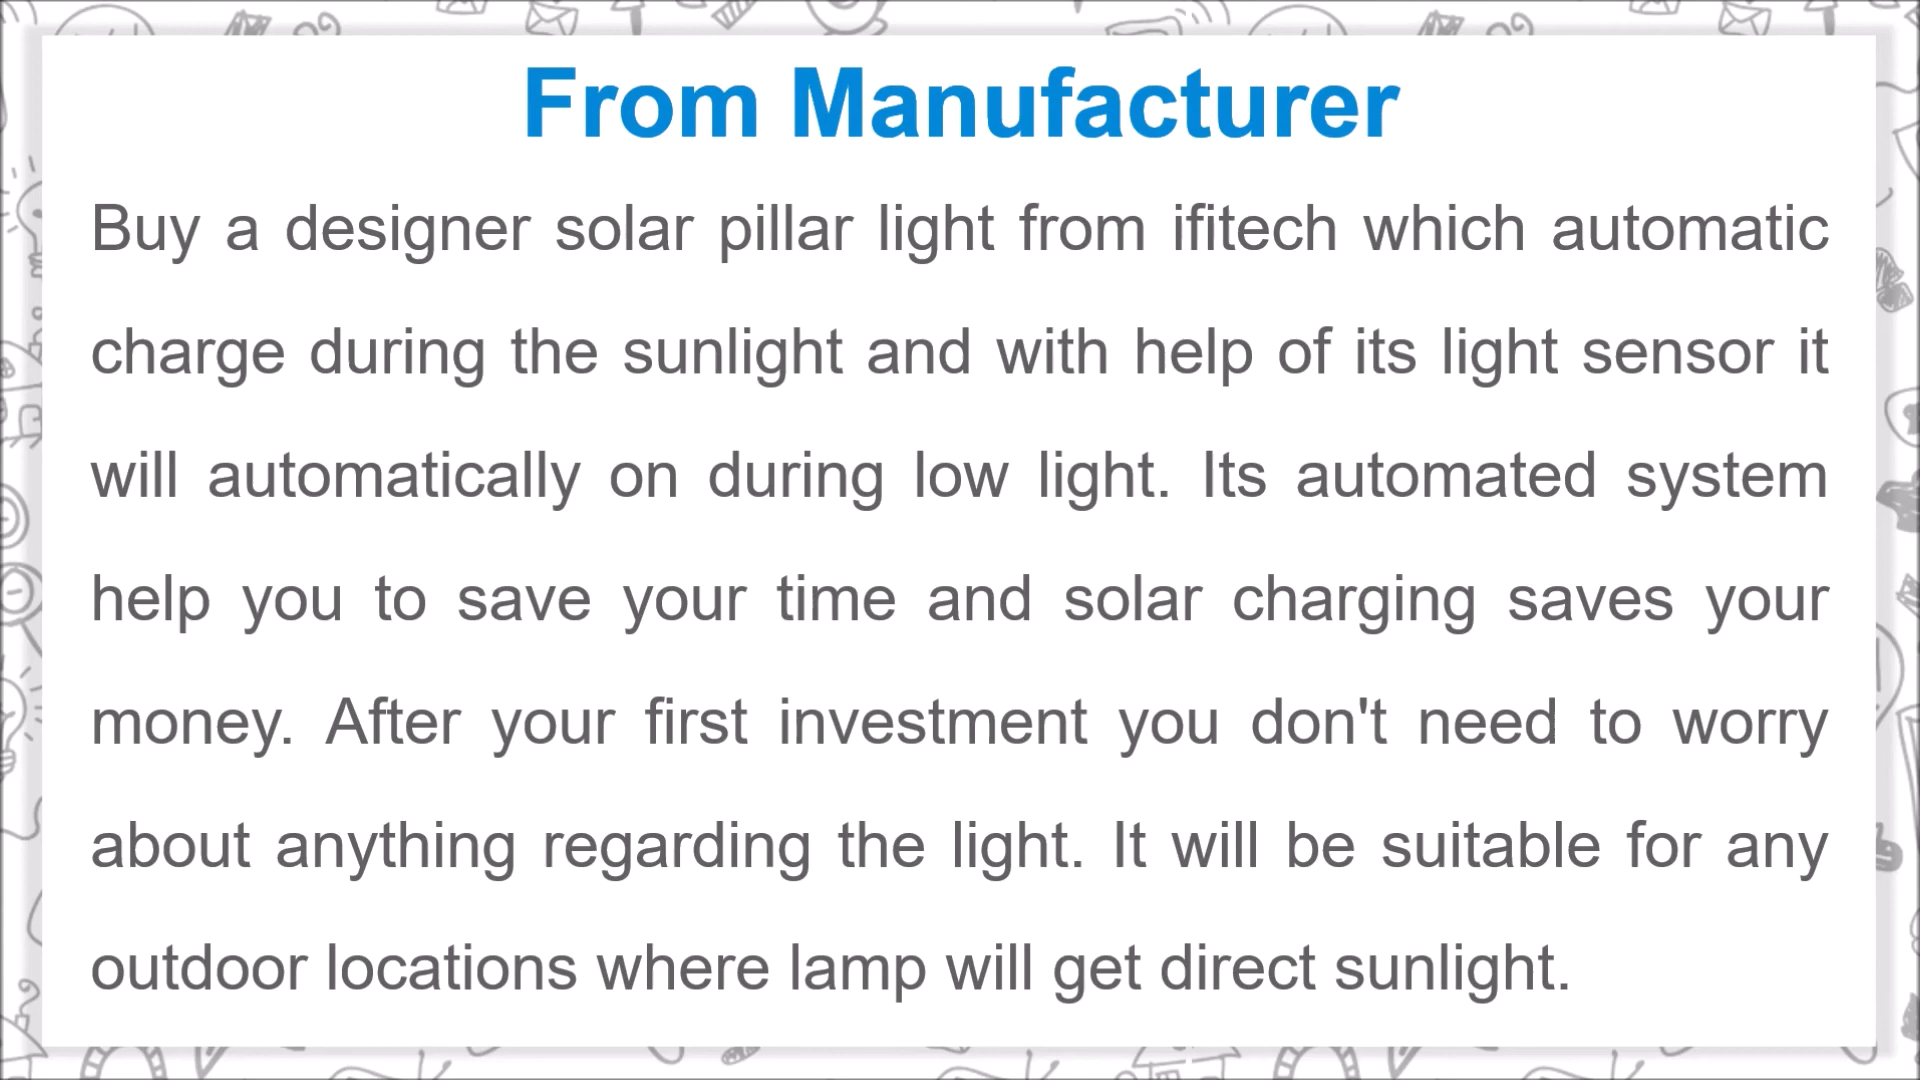 From Manufacturer
Buy a designer solar pillar light from ifitech which automatic
charge during the sunlight and with help of its light sensor it
will automatically on during low light. Its automated system
help you to save your time and solar charging saves your
money. After your first investment you don't need to worry
about anything regarding the light. It will be suitable for any
outdoor locations where lamp will get direct sunlight.